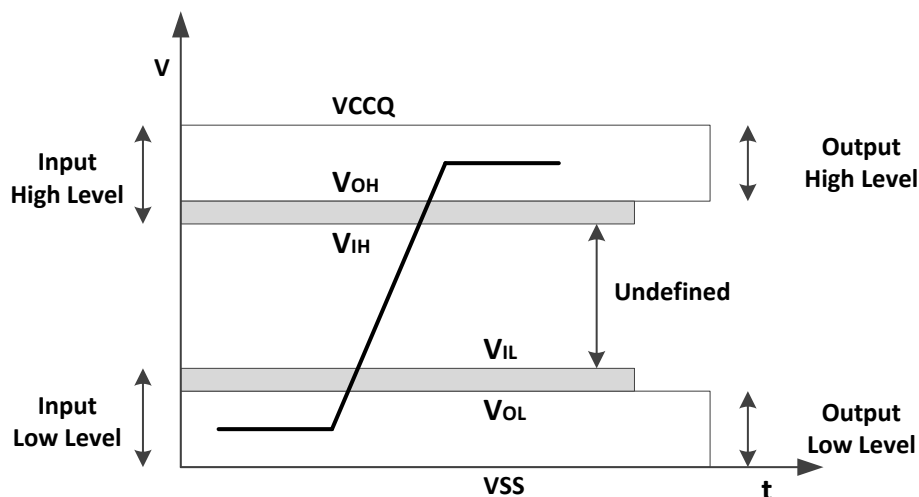 V
VCCQ
Input
High Level
Output
High Level
VOH
VIH
Undefined
VIL
Input
Low Level
VOL
Output
Low Level
VSS
t